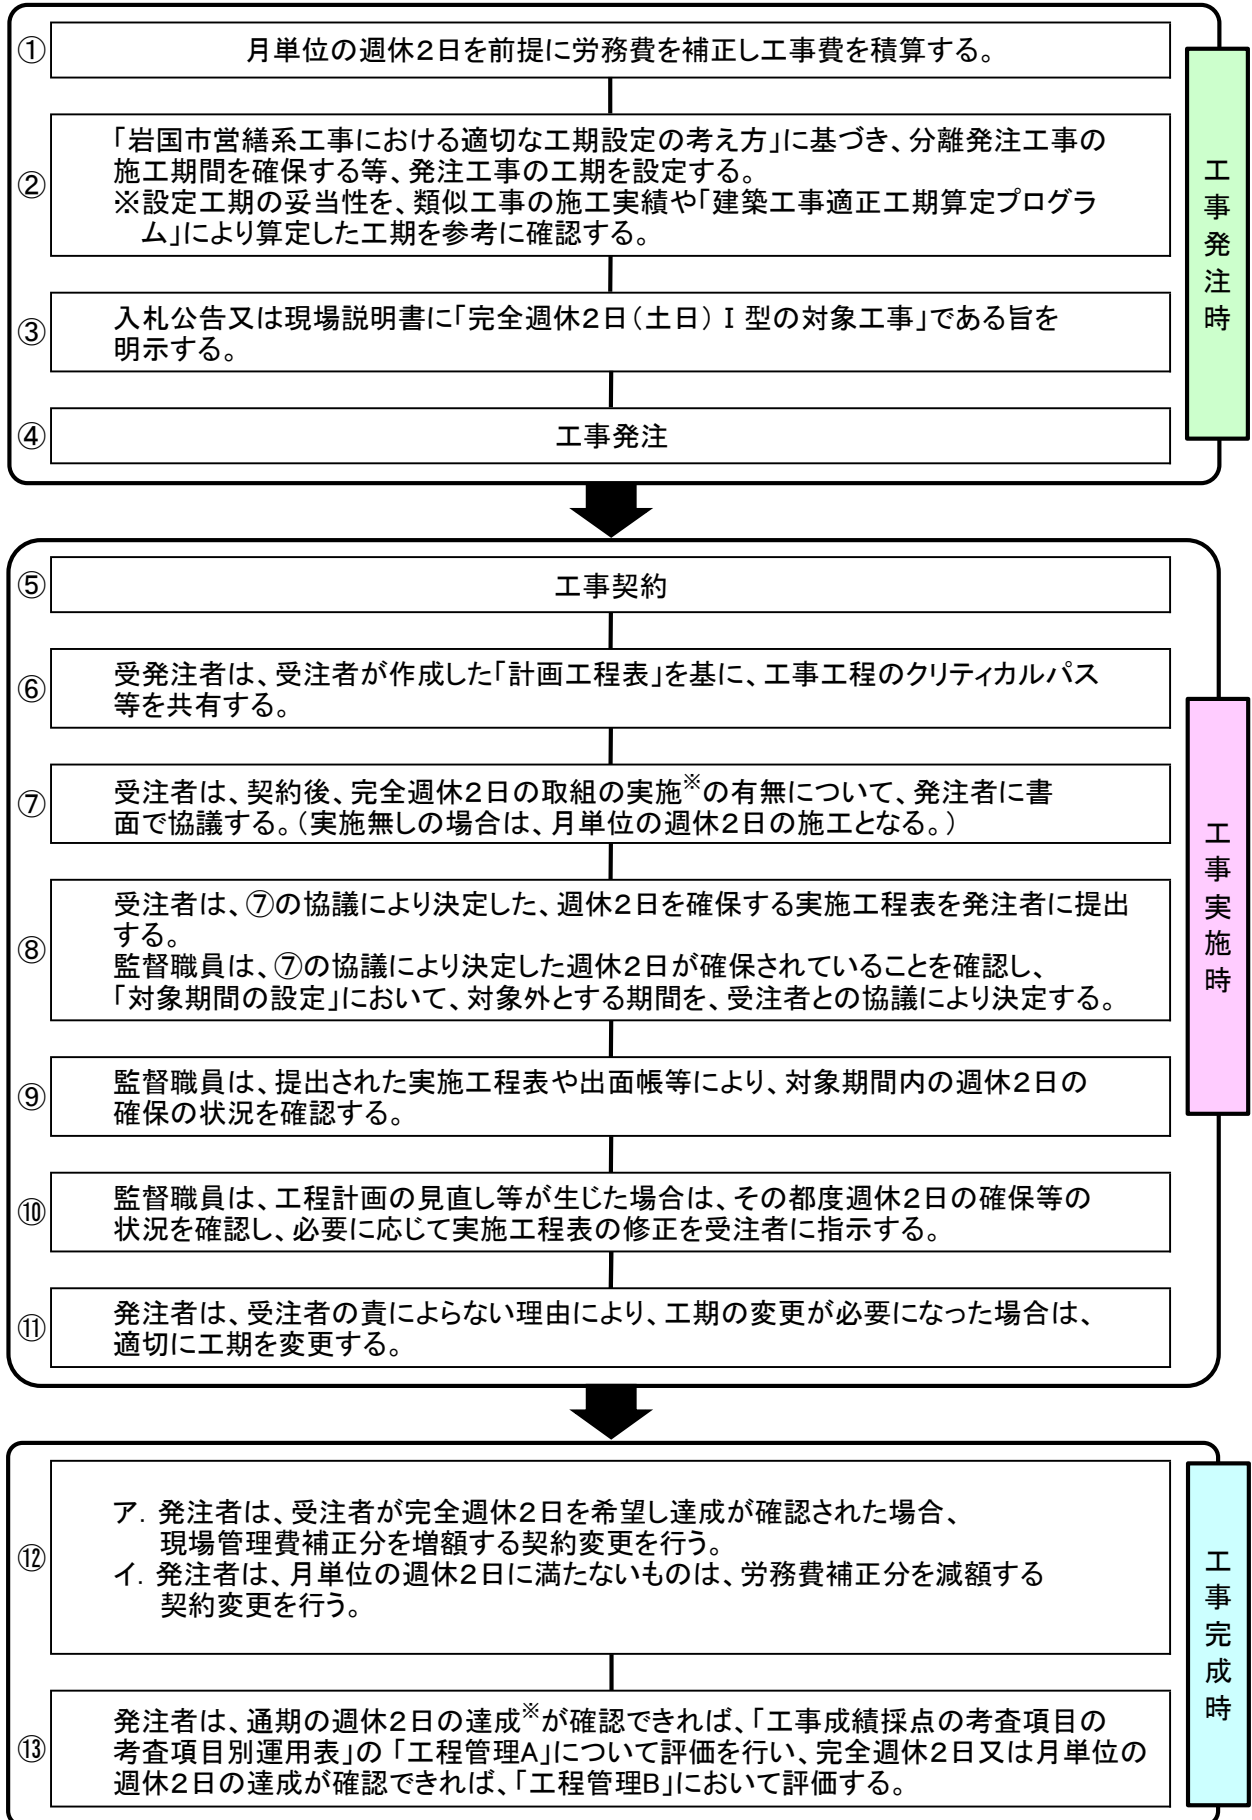 ① 月単位の週休２日を前提に労務費を補正し工事費を積算する。
② 「岩国市営繕系工事における適切な工期設定の考え方」に基づき、分離発注工事の
施工期間を確保する等、発注工事の工期を設定する。
※設定工期の妥当性を、類似工事の施工実績や「建築工事適正工期算定プログラ
ム」により算定した工期を参考に確認する。
③ 入札公告又は現場説明書に「完全週休２日（土日）Ⅰ型の対象工事」である旨を
明示する。
④ 工事発注
工事発注時
⑤ 工事契約
⑥ 受発注者は、受注者が作成した「計画工程表」を基に、工事工程のクリティカルパス
等を共有する。
⑦ 受注者は、契約後、完全週休２日の取組の実施※の有無について、発注者に書
面で協議する。（実施無しの場合は、月単位の週休２日の施工となる。）
⑧ 受注者は、⑦の協議により決定した、週休２日を確保する実施工程表を発注者に提出
する。
監督職員は、⑦の協議により決定した週休２日が確保されていることを確認し、
「対象期間の設定」において、対象外とする期間を、受注者との協議により決定する。
⑨ 監督職員は、提出された実施工程表や出面帳等により、対象期間内の週休２日の
確保の状況を確認する。
⑩ 監督職員は、工程計画の見直し等が生じた場合は、その都度週休２日の確保等の
状況を確認し、必要に応じて実施工程表の修正を受注者に指示する。
⑪ 発注者は、受注者の責によらない理由により、工期の変更が必要になった場合は、
適切に工期を変更する。
工事実施時
⑫ ア．発注者は、受注者が完全週休２日を希望し達成が確認された場合、
現場管理費補正分を増額する契約変更を行う。
イ．発注者は、月単位の週休２日に満たないものは、労務費補正分を減額する
契約変更を行う。
⑬ 発注者は、通期の週休２日の達成※が確認できれば、「工事成績採点の考査項目の
考査項目別運用表」の「工程管理A」について評価を行い、完全週休２日又は月単位の
週休２日の達成が確認できれば、「工程管理B」において評価する。
工事完成時